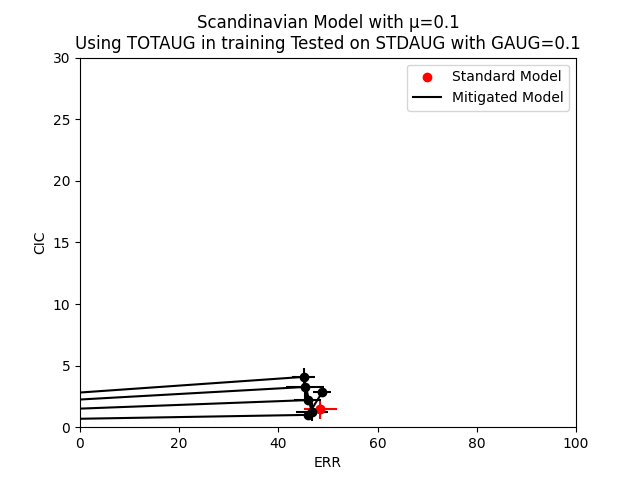 Scandinavian Model with μ=0.1
Using TOTAUG in training Tested on STDAUG with GAUG=0.1
Standard Model
Mitigated Model
30
25
20
15
10
5
0
CIC
0 20 40 60 80 100
ERR